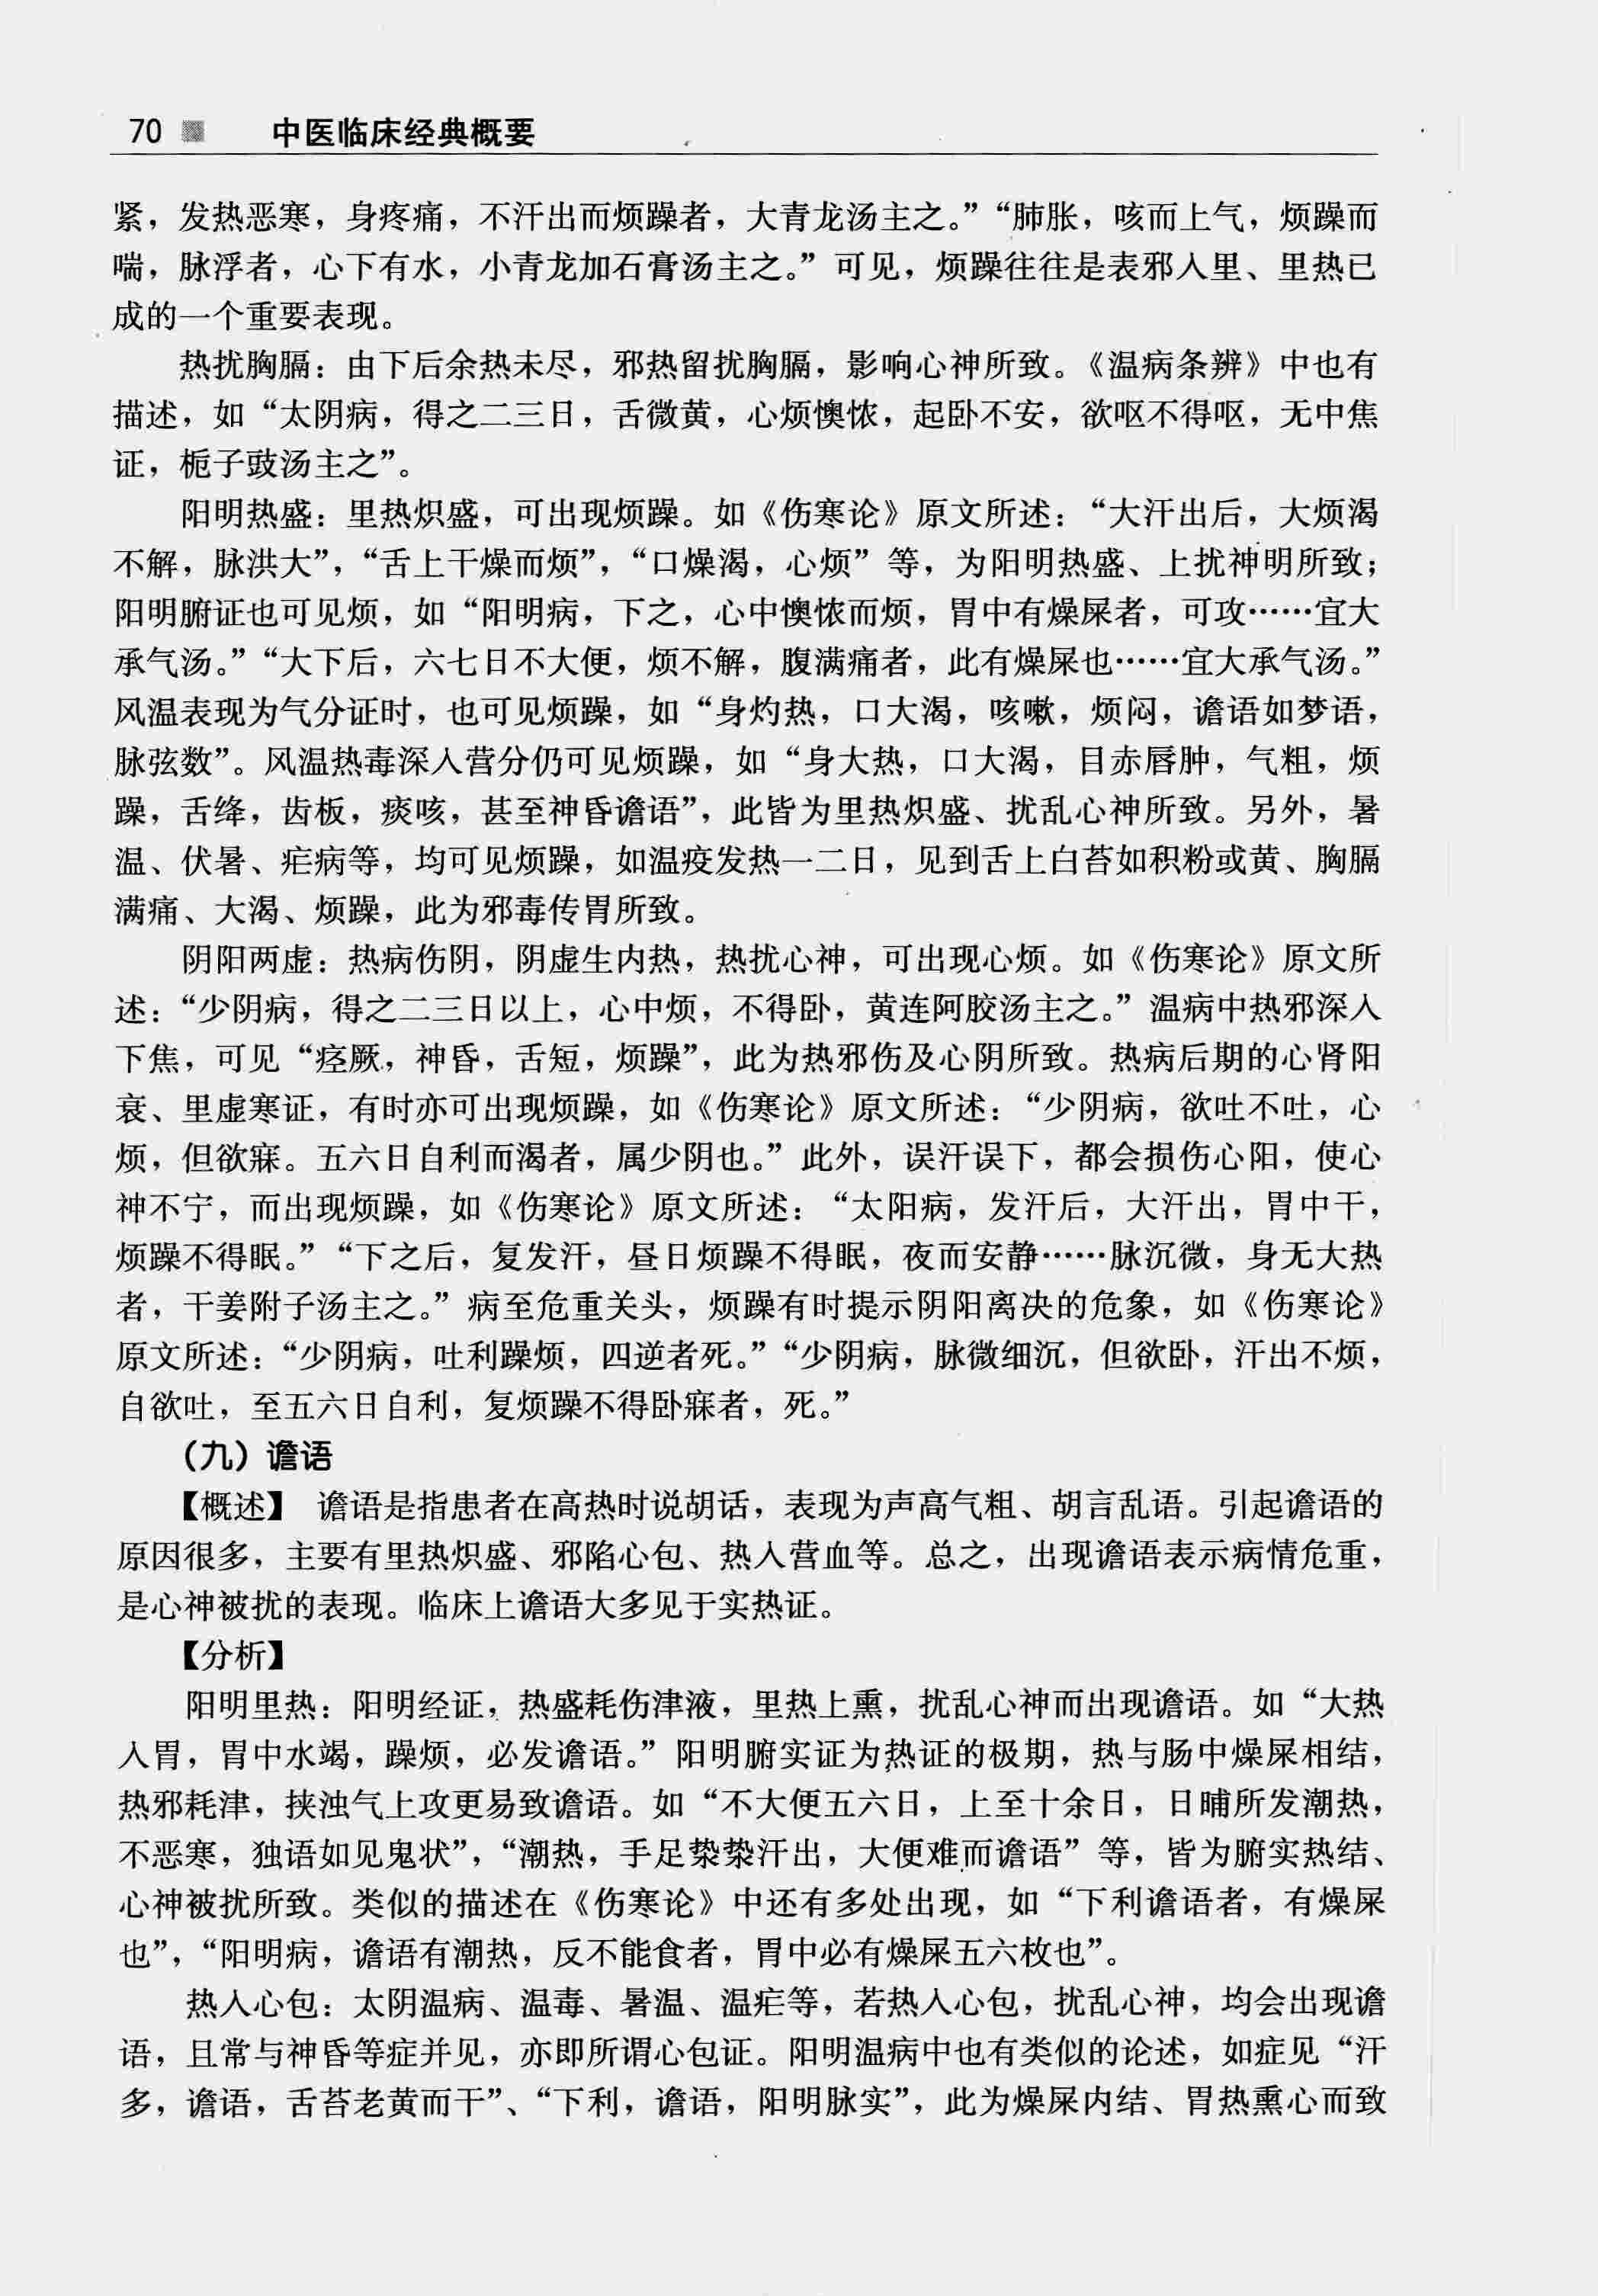 70 中医临床经典概要
紧，发热恶寒，身疼痛，不汗出而烦躁者，大青龙汤主之。”“肺胀，咳而上气，烦躁而
喘，脉浮者，心下有水，小青龙加石膏汤主之。”可见，烦躁往往是表邪入里、里热已
成的一个重要表现。
热扰胸膈：由下后余热未尽，邪热留扰胸膈，影响心神所致。《温病条辨》中也有
描述，如“太阴病，得之二三日，舌微黄，心烦懊憹，起卧不安，欲呕不得呕，无中焦
证，栀子豉汤主之”。
阳明热盛：里热炽盛，可出现烦躁。如《伤寒论》原文所述：“大汗出后，大烦渴
不解，脉洪大”，“舌上干燥而烦”，“口燥渴，心烦”等，为阳明热盛、上扰神明所致；
阳明腑证也可见烦，如“阳明病，下之，心中懊憹而烦，胃中有燥屎者，可攻……宜大
承气汤。”“大下后，六七日不大便，烦不解，腹满痛者，此有燥屎也……宜大承气汤。”
风温表现为气分证时，也可见烦躁，如“身灼热，口大渴，咳嗽，烦闷，谵语如梦语，
脉弦数”。风温热毒深入营分仍可见烦躁，如“身大热，口大渴，目赤唇肿，气粗，烦
躁，舌绛，齿板，痰咳，甚至神昏谵语”，此皆为里热炽盛、扰乱心神所致。另外，暑
温、伏暑、疟病等，均可见烦躁，如温疫发热一二日，见到舌上白苔如积粉或黄、胸膈
满痛、大渴、烦躁，此为邪毒传胃所致。
阴阳两虚：热病伤阴，阴虚生内热，热扰心神，可出现心烦。如《伤寒论》原文所
述：“少阴病，得之二三日以上，心中烦，不得卧，黄连阿胶汤主之。”温病中热邪深入
下焦，可见“痉厥，神昏，舌短，烦躁”，此为热邪伤及心阴所致。热病后期的心肾阳
衰、里虚寒证，有时亦可出现烦躁，如《伤寒论》原文所述：“少阴病，欲吐不吐，心
烦，但欲寐。五六日自利而渴者，属少阴也。”此外，误汗误下，都会损伤心阳，使心
神不宁，而出现烦躁，如《伤寒论》原文所述：“太阳病，发汗后，大汗出，胃中干，
烦躁不得眠。”“下之后，复发汗，昼日烦躁不得眠，夜而安静……脉沉微，身无大热
者，干姜附子汤主之。”病至危重关头，烦躁有时提示阴阳离决的危象，如《伤寒论》
原文所述：“少阴病，吐利躁烦，四逆者死。”“少阴病，脉微细沉，但欲卧，汗出不烦，
自欲吐，至五六日自利，复烦躁不得卧寐者，死。”
（九）谵语
【概述】 谵语是指患者在高热时说胡话，表现为声高气粗、胡言乱语。引起谵语的
原因很多，主要有里热炽盛、邪陷心包、热入营血等。总之，出现谵语表示病情危重，
是心神被扰的表现。临床上谵语大多见于实热证。
【分析】
阳明里热：阳明经证，热盛耗伤津液，里热上熏，扰乱心神而出现谵语。如“大热
入胃，胃中水竭，躁烦，必发谵语。”阳明腑实证为热证的极期，热与肠中燥屎相结，
热邪耗津，挟浊气上攻更易致谵语。如“不大便五六日，上至十余日，日晡所发潮热，
不恶寒，独语如见鬼状”，“潮热，手足漐漐汗出，大便难而谵语”等，皆为腑实热结、
心神被扰所致。类似的描述在《伤寒论》中还有多处出现，如“下利谵语者，有燥屎
也”，“阳明病，谵语有潮热，反不能食者，胃中必有燥屎五六枚也”。
热入心包：太阴温病、温毒、暑温、温疟等，若热入心包，扰乱心神，均会出现谵
语，且常与神昏等症并见，亦即所谓心包证。阳明温病中也有类似的论述，如症见“汗
多，谵语，舌苔老黄而干”、“下利，谵语，阳明脉实”，此为燥屎内结、胃热熏心而致